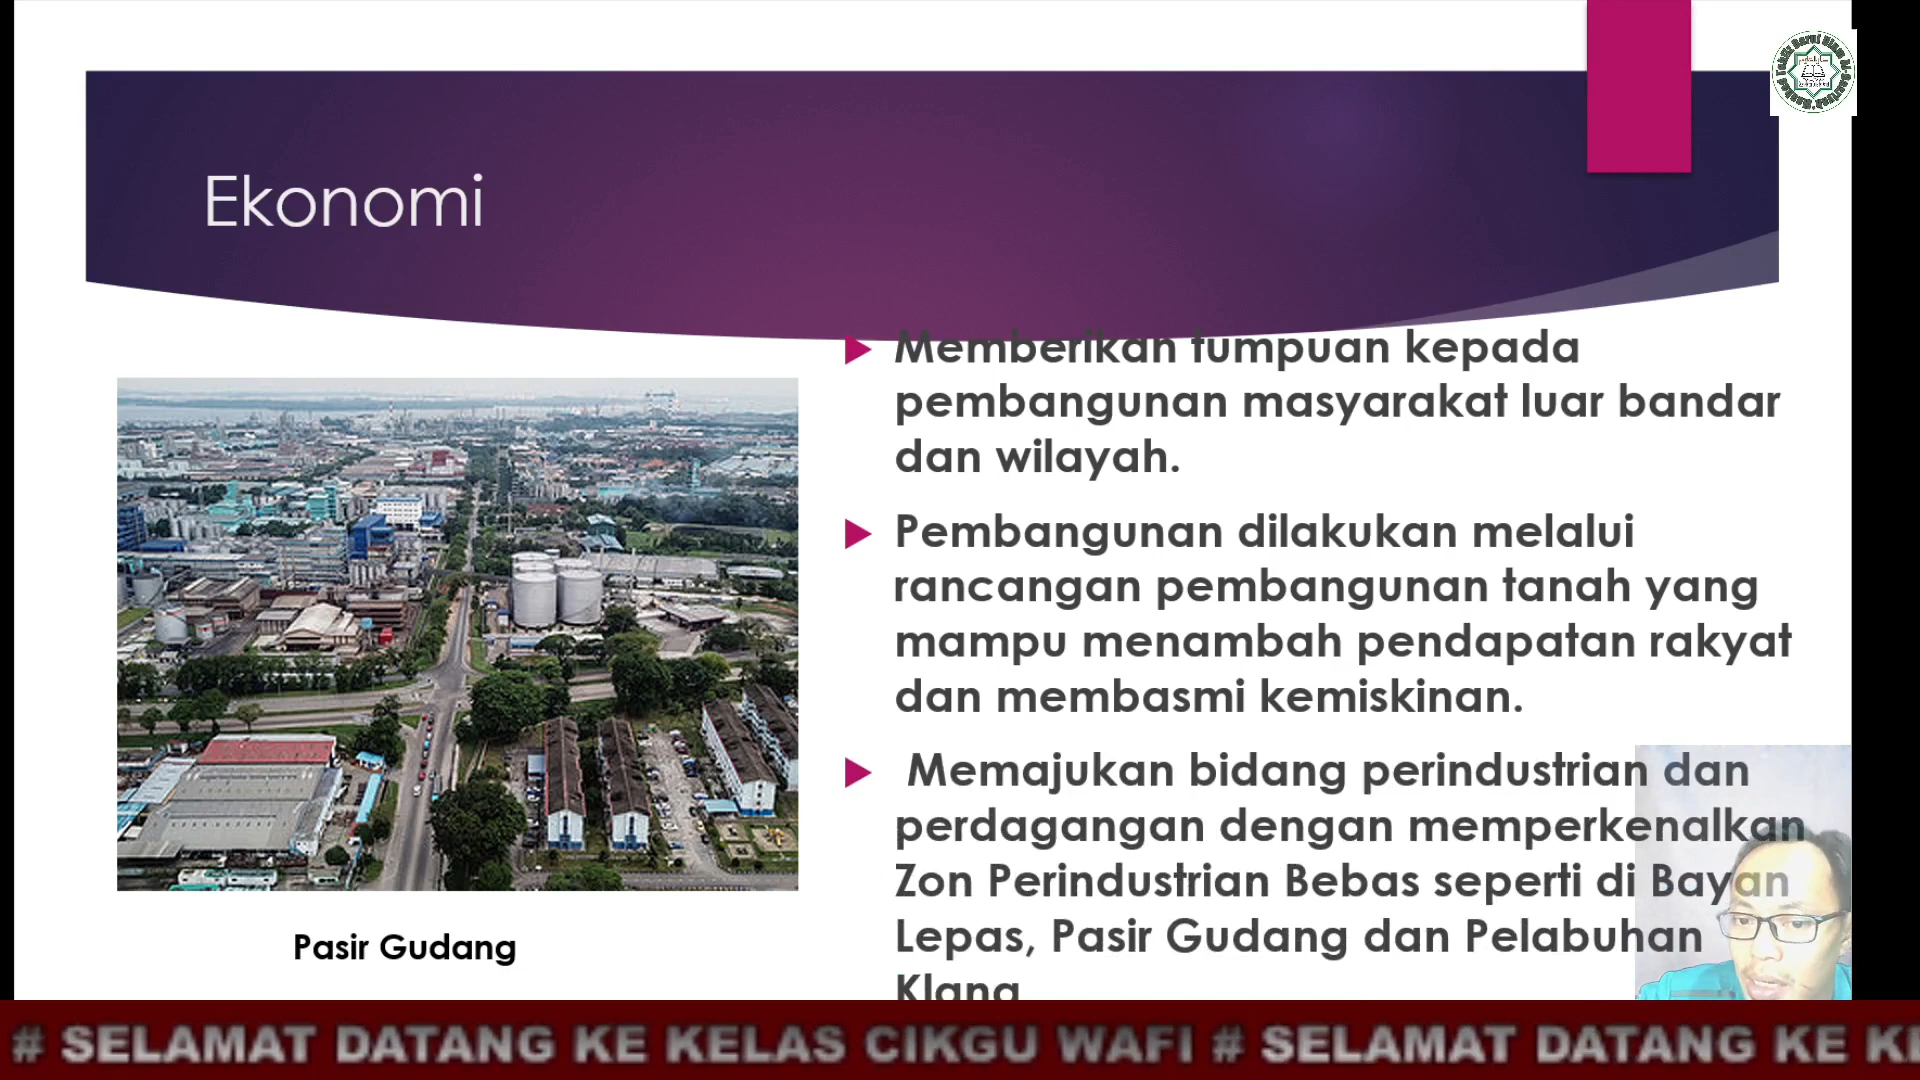 Ekonomi
Memberikan tumpuan kepada
pembangunan masyarakat luar bandar
dan wilayah.
Pembangunan dilakukan melalui
rancangan pembangunan tanah yang
mampu menambah pendapatan rakyat
dan membasmi kemiskinan.
Memajukan bidang perindustrian dan
perdagangan dengan memperkenalkan
Zon Perindustrian Bebas seperti di Bayan
Lepas, Pasir Gudang dan Pelabuhan
Klang
Pasir Gudang
# SELAMAT DATANG KE KELAS CIKGU WAFI # SELAMAT DATANG KE